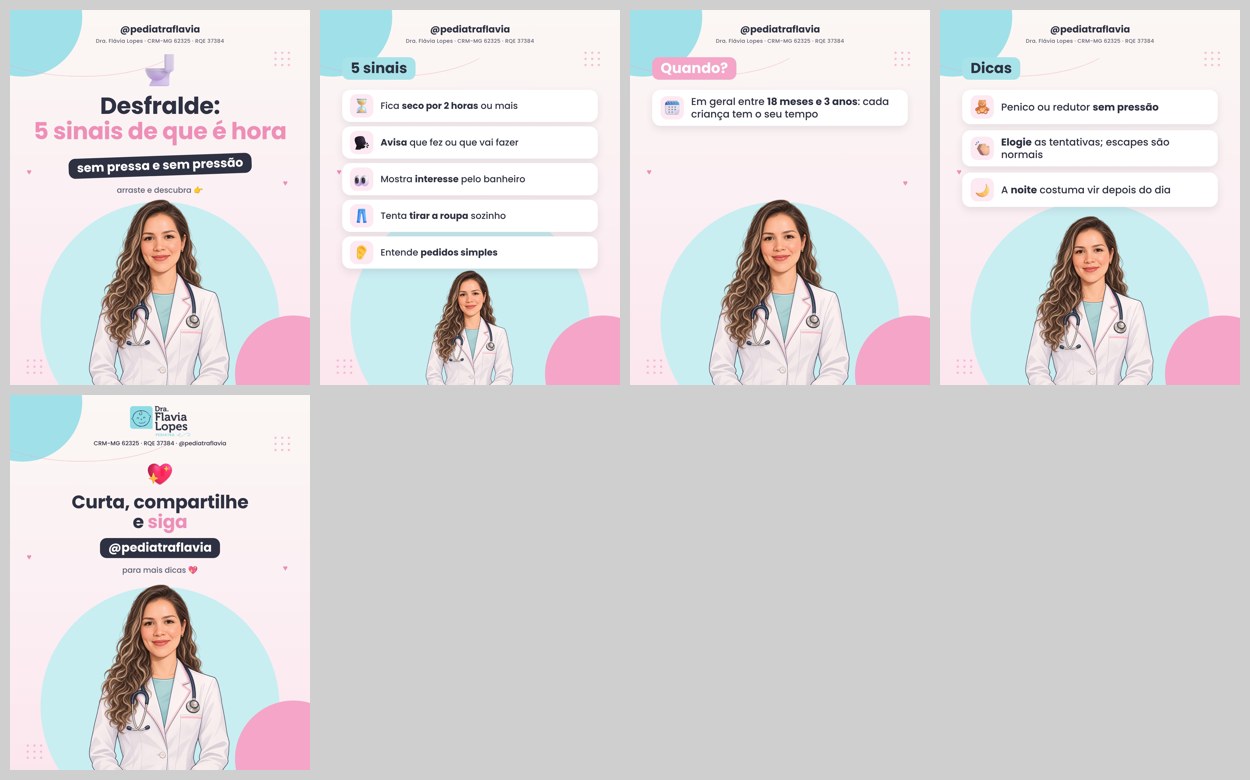 @pediatraflavia
Dra. Flávia Lopes · CRM-MG 62325 · RQE 37384
Desfralde:
5 sinais de que é hora
sem pressa e sem pressão
arraste e descubra
@pediatraflavia
Dra. Flávia Lopes · CRM-MG 62325 · RQE 37384
5 sinais
Fica seco por 2 horas ou mais
Avisa que fez ou que vai fazer
Mostra interesse pelo banheiro
Tenta tirar a roupa sozinho
Entende pedidos simples
@pediatraflavia
Dra. Flávia Lopes · CRM-MG 62325 · RQE 37384
Quando?
Em geral entre 18 meses e 3 anos: cada
criança tem o seu tempo
@pediatraflavia
Dra. Flávia Lopes · CRM-MG 62325 · RQE 37384
Dicas
Penico ou redutor sem pressão
Elogie as tentativas; escapes são
normais
A noite costuma vir depois do dia
Dra.
Flavia
Lopes
CRM-MG 62325 · RQE 37384 · @pediatraflavia
Curta, compartilhe
e siga
@pediatraflavia
para mais dicas